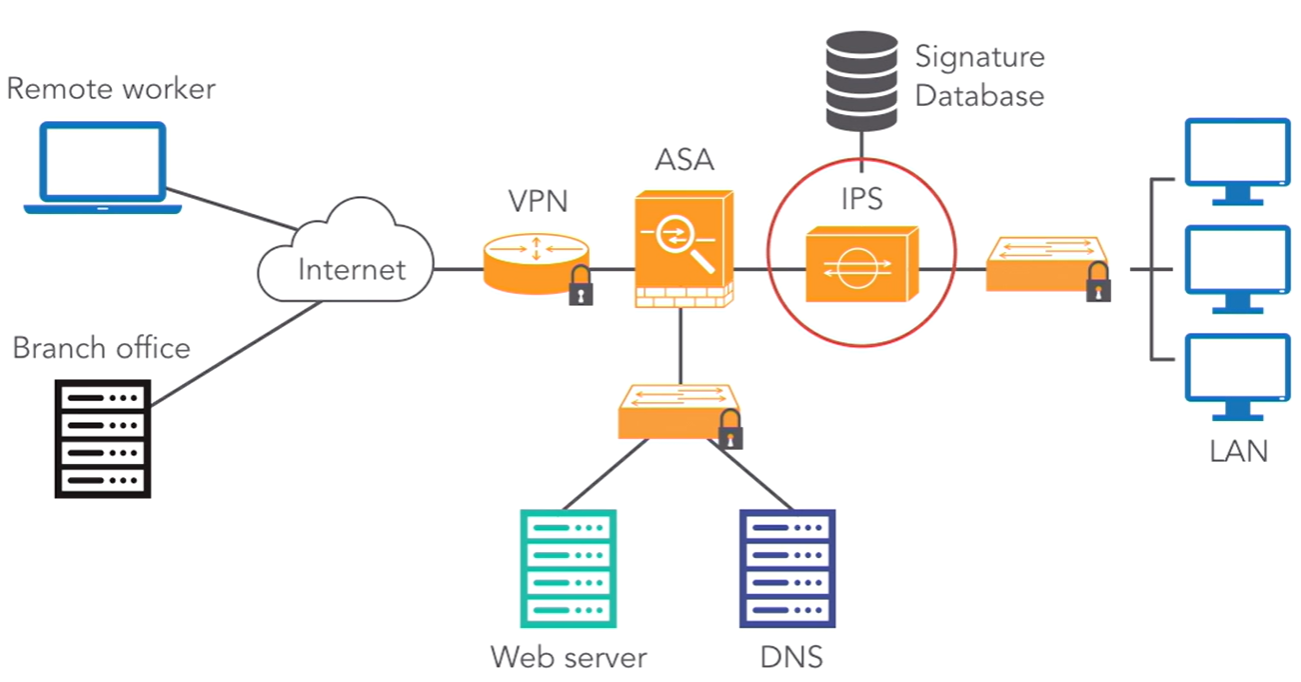 Remote worker
Signature
Database
ASA
VPN
IPS
Internet
Branch office
LAN
Web server
DNS